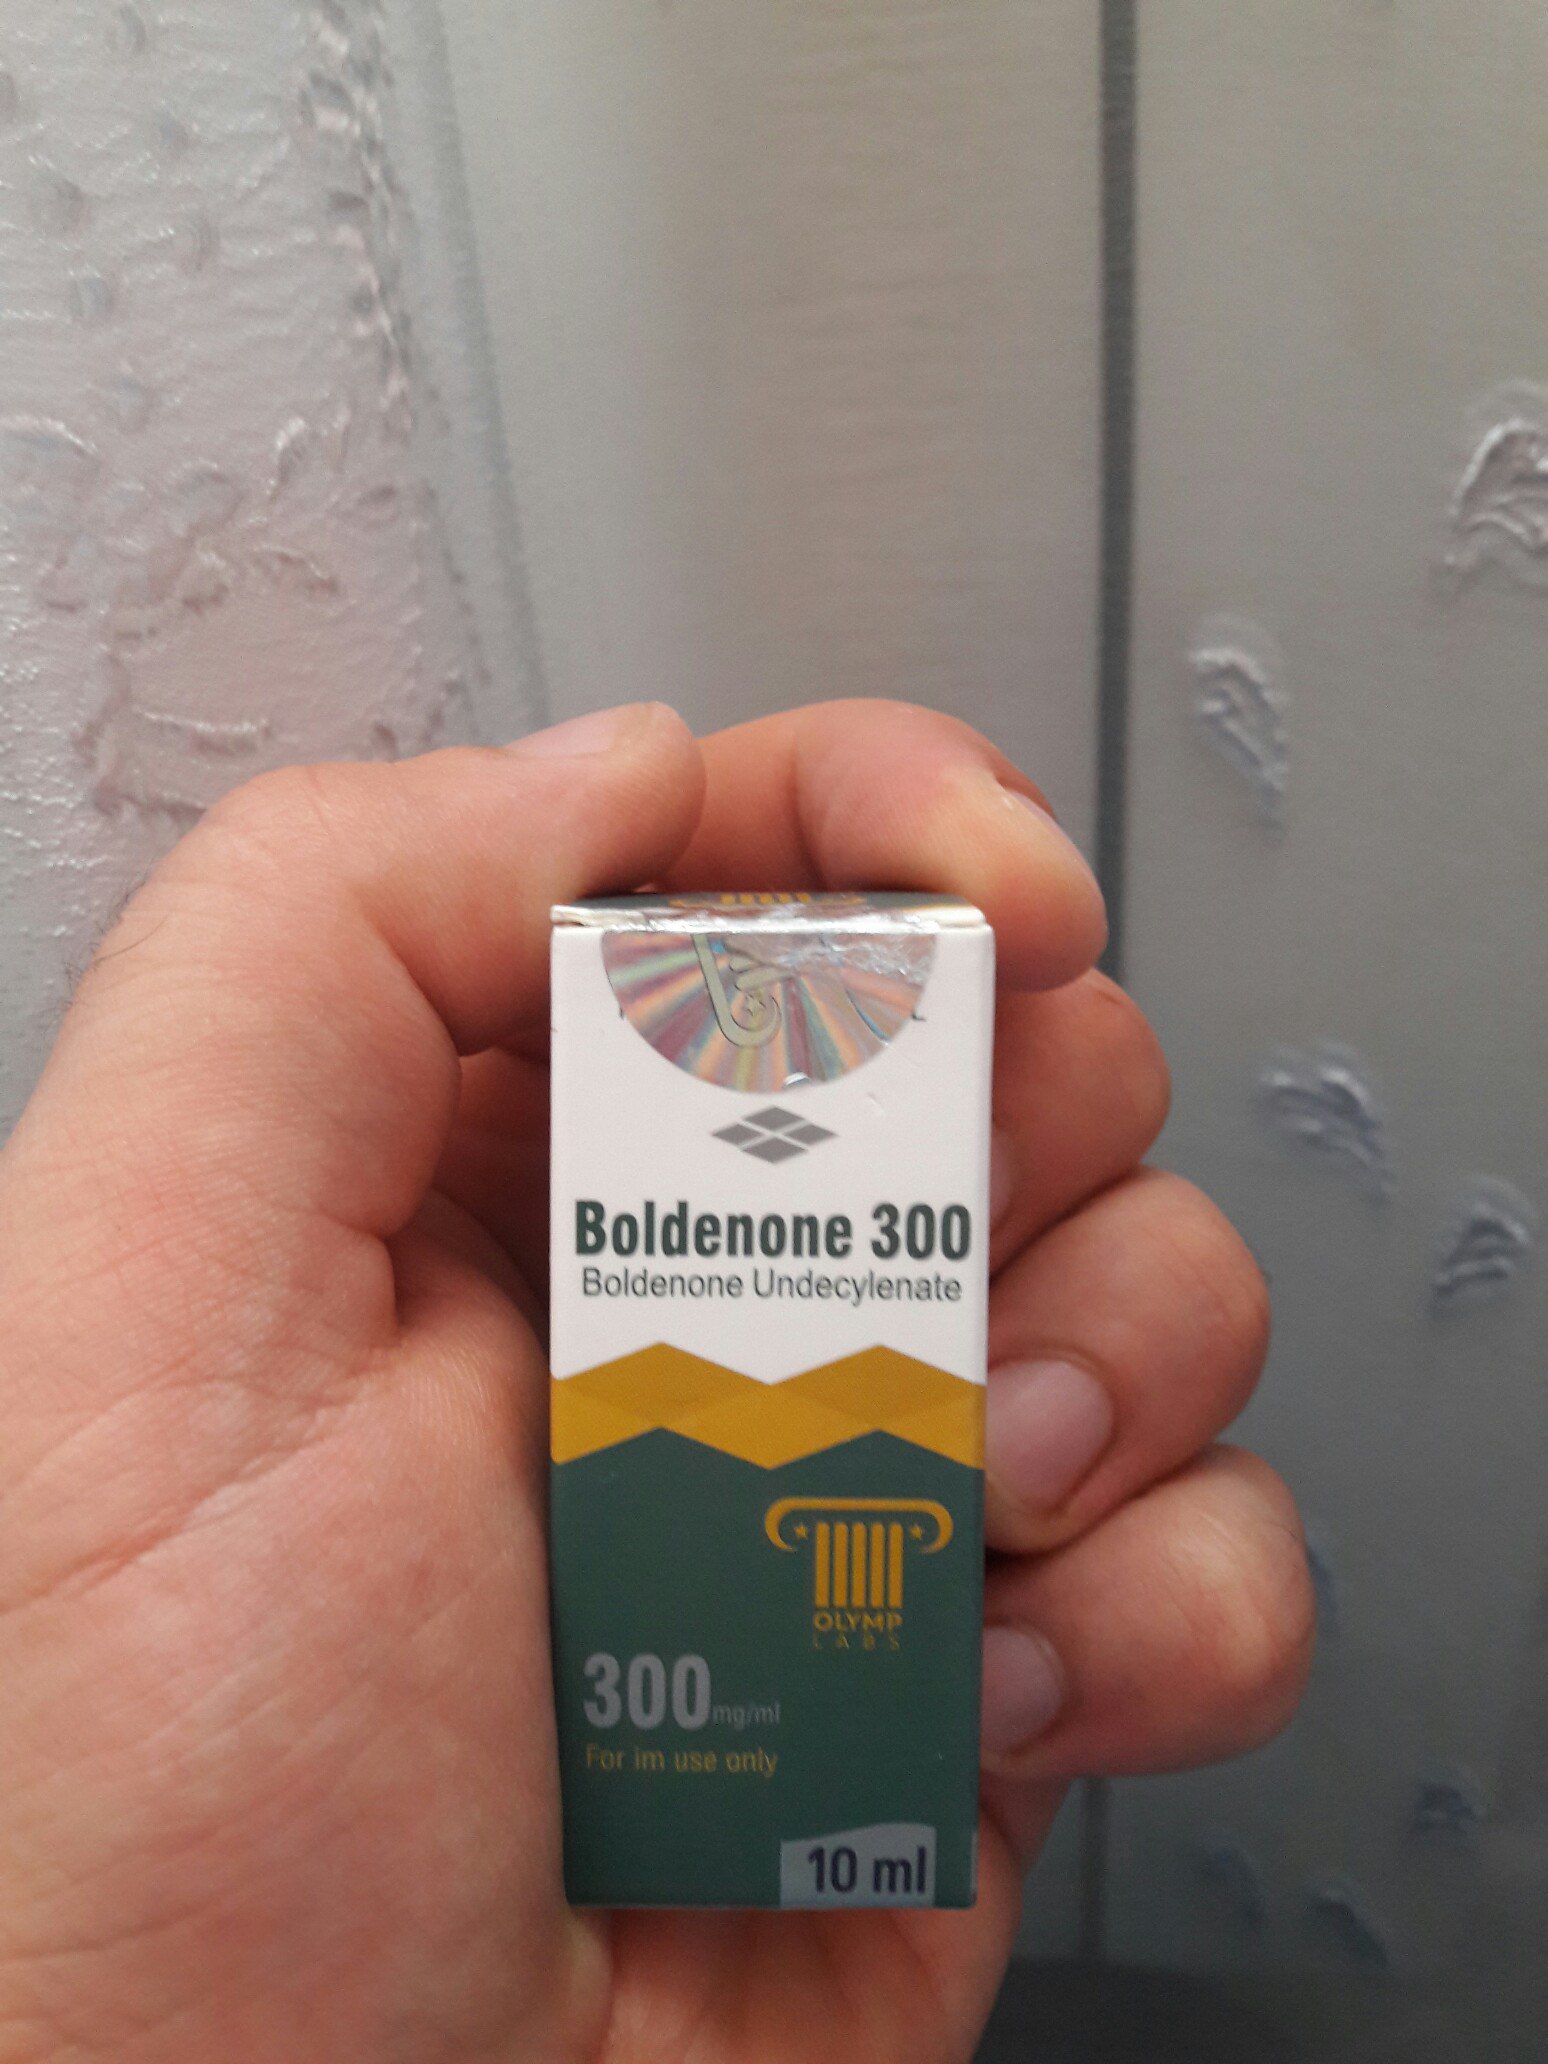 Boldenone 300
Boldenone Undecylenate
OLYMP
LABS
300mg/ml
For im use only
10 ml